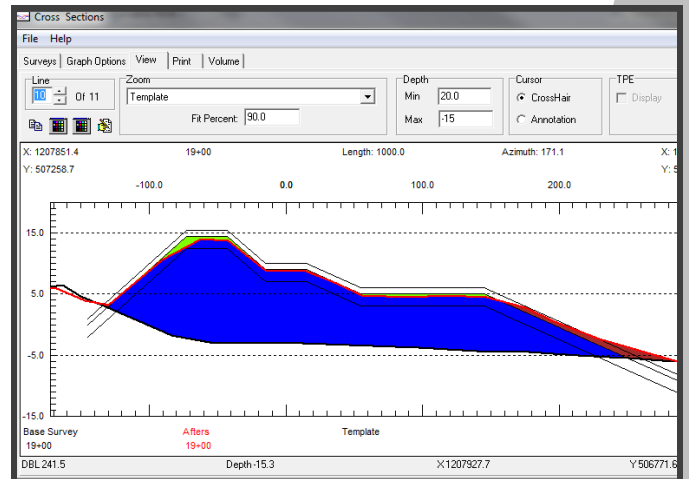 Cross Sections
File Help
Surveys Graph Options View Print Volume
Line Zoom Depth Cursor TPE
10 Of 11 Template Min 20.0 CrossHair Display
Fit Percent: 90.0 Max -15 Annotation
X: 1207851.4 19+00 Length: 1000.0 Azimuth: 171.1 X: 1
Y: 507258.7 Y: 5
-100.0 0.0 100.0 200.0
15.0
5.0
-5.0
-15.0
Base Survey Afters Template
19+00 19+00
DBL 241.5 Depth -15.3 X 1207927.7 Y 506771.6